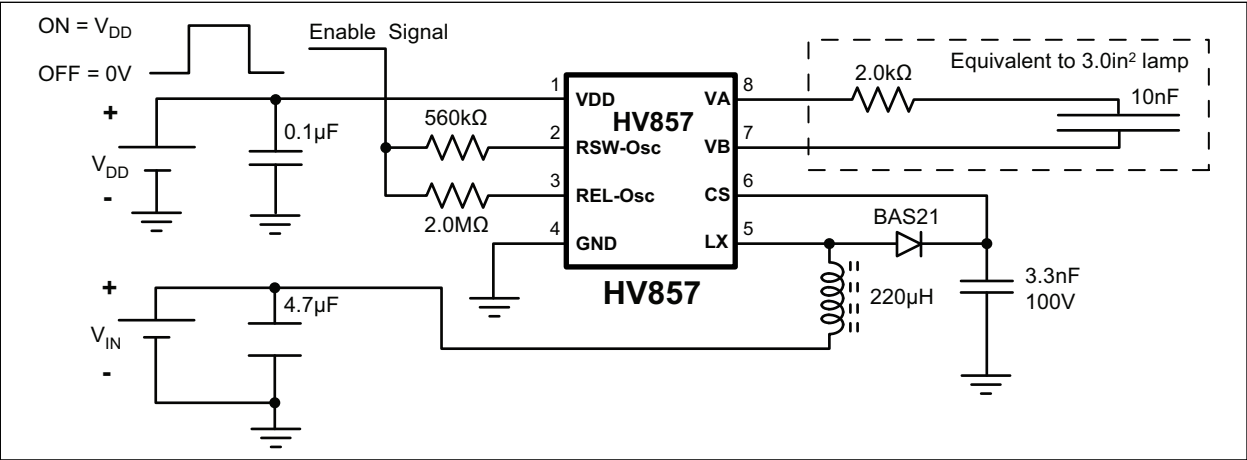 ON = VDD
OFF = 0V
Enable Signal
+
VDD
-
0.1µF
560kΩ
2.0MΩ
1
2
3
4
VDD
RSW-Osc
REL-Osc
GND
HV857
VA
VB
CS
LX
8
7
6
5
HV857
2.0kΩ
Equivalent to 3.0in² lamp
10nF
BAS21
220µH
3.3nF
100V
+
VIN
-
4.7µF